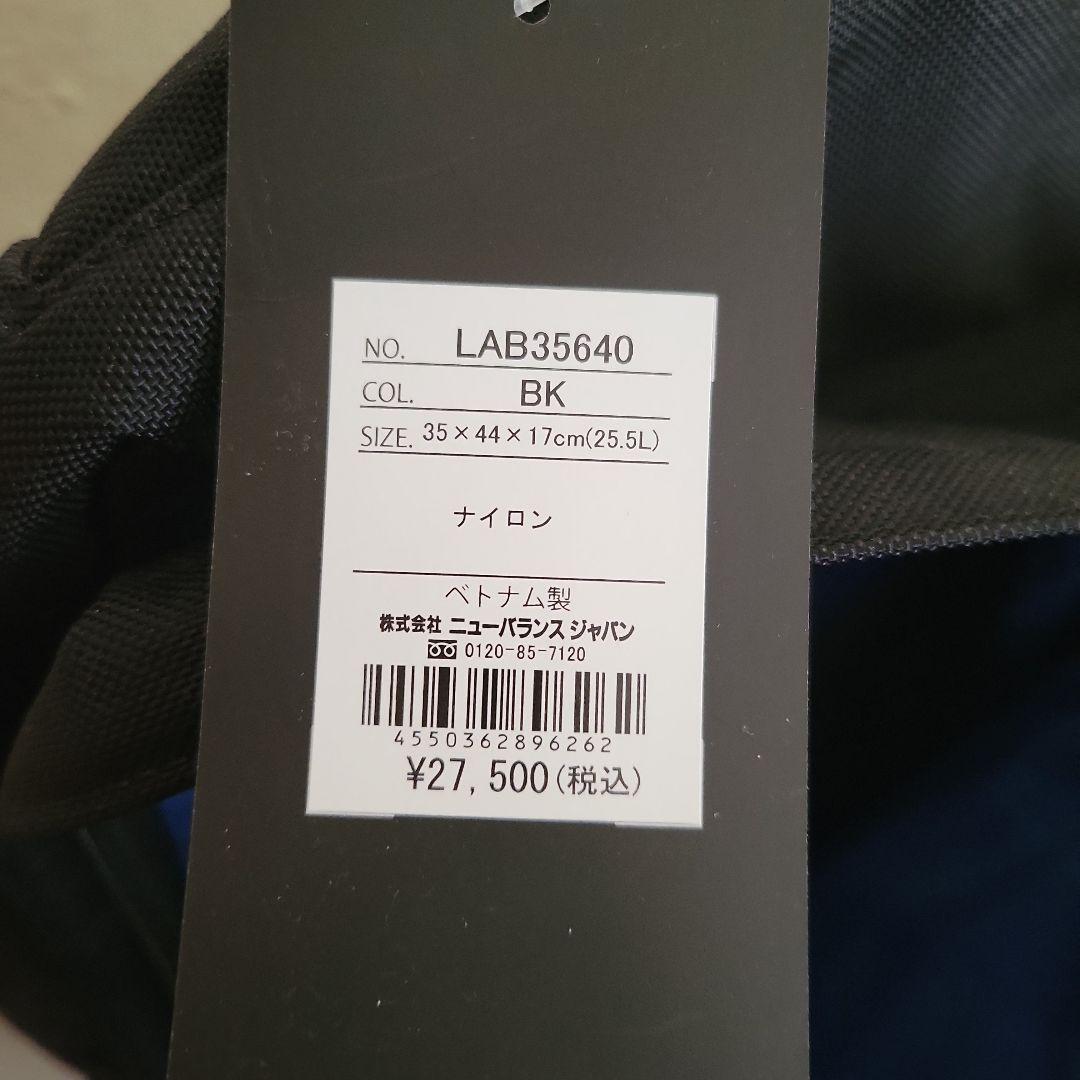 NO. LAB35640
COL. BK
SIZE. 35×44×17cm(25.5L)
ナイロン
ベトナム製
株式会社 ニューバランス ジャパン
0120-85-7120
4550362896262
¥27,500(税込)